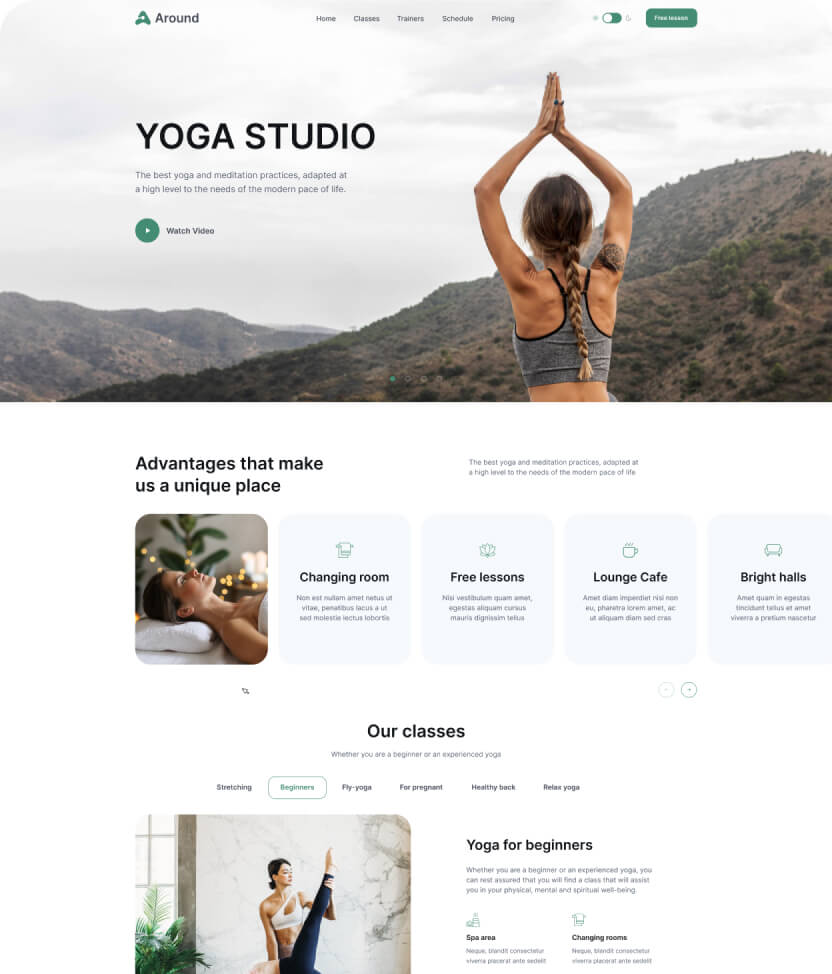 Around
Home Classes Trainers Schedule Pricing
Free lesson
YOGA STUDIO
The best yoga and meditation practices, adapted at
a high level to the needs of the modern pace of life.
Watch Video
Advantages that make
us a unique place
The best yoga and meditation practices, adapted at
a high level to the needs of the modern pace of life
Changing room
Non est nullam amet netus ut
vitae, penatibus lacus a ut
sed molestie lectus lobortis
Free lessons
Nisi vestibulum quam amet,
egestas aliquam cursus
mauris dignissim tellus
Lounge Cafe
Amet diam imperdiet nisi non
eu, pharetra lorem amet, ac
ut aliquam diam sed cras
Bright halls
Amet quam in egestas
tincidunt tellus et amet
viverra a pretium nascetur
Our classes
Whether you are a beginner or an experienced yoga
Stretching Beginners Fly-yoga For pregnant Healthy back Relax yoga
Yoga for beginners
Whether you are a beginner or an experienced yoga, you
can rest assured that you will find a class that will assist
you in your physical, mental and spiritual well-being.
Spa area
Neque, blandit consectetur
viverra placerat ante sedelit
Changing rooms
Neque, blandit consectetur
viverra placerat ante sedelit